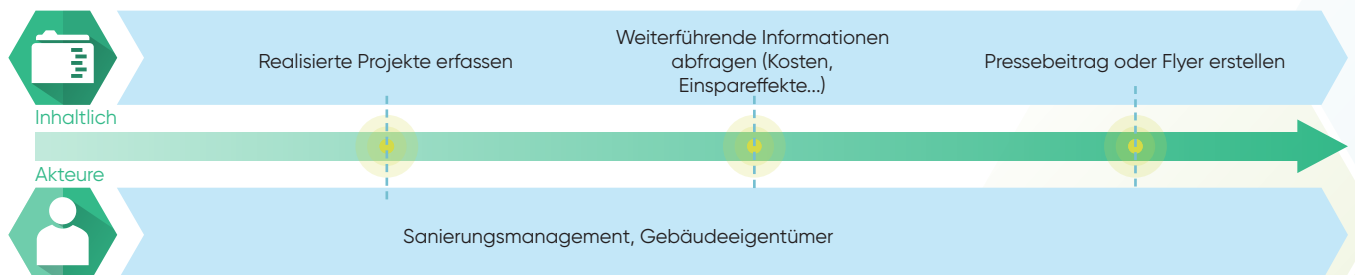 Realisierte Projekte erfassen
Weiterführende Informationen
abfragen (Kosten,
Einspareffekte...)
Pressebeitrag oder Flyer erstellen
Inhaltlich
Akteure
Sanierungsmanagement, Gebäudeeigentümer